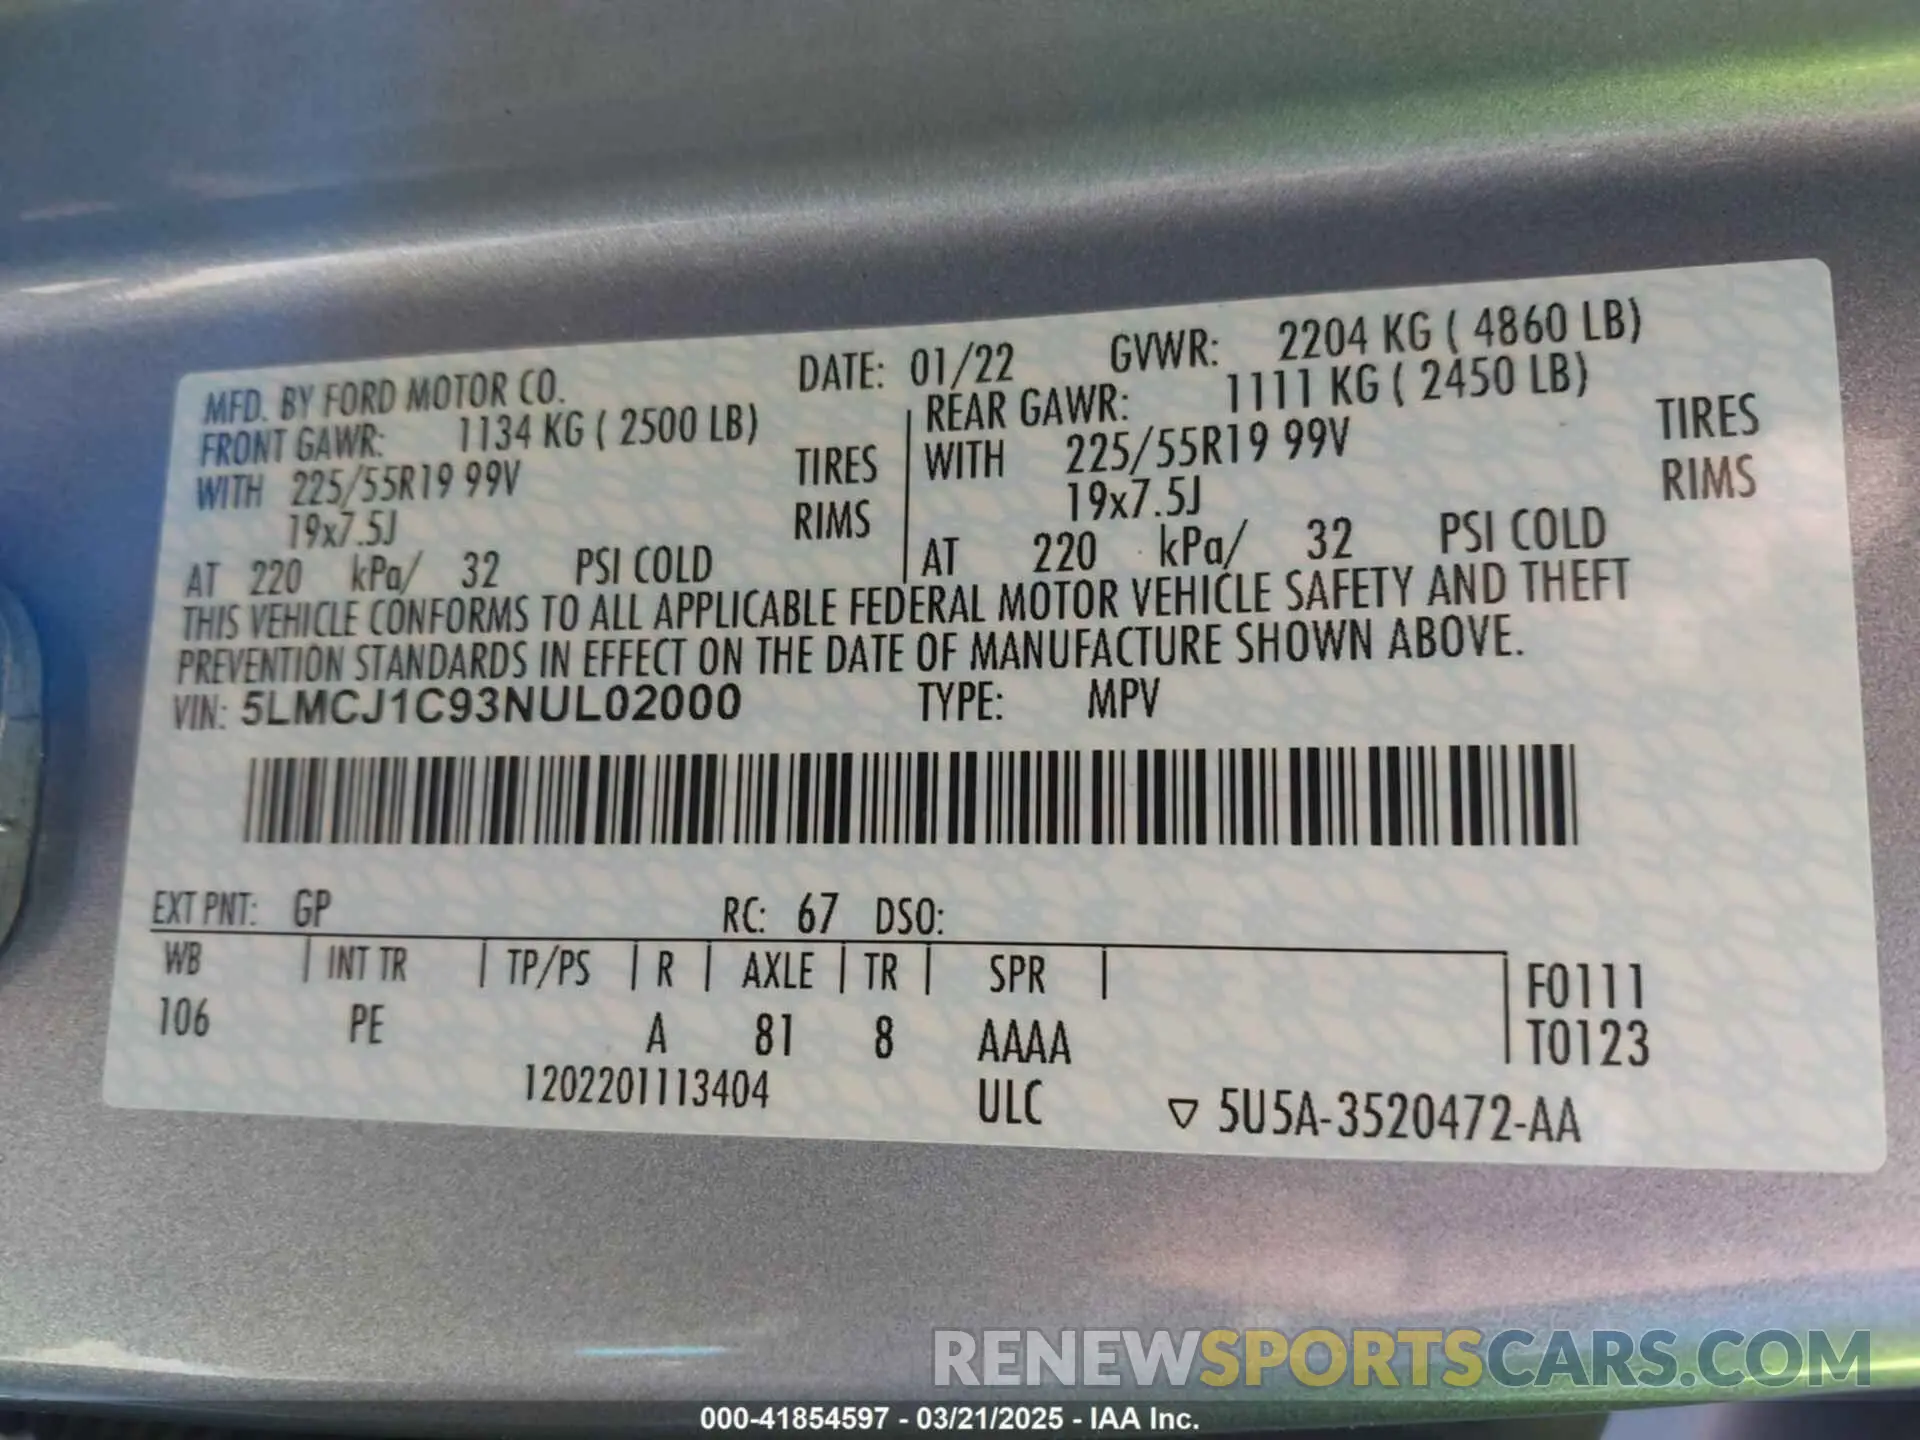 MFD. BY FORD MOTOR CO. DATE: 01/22 GVWR: 2204 KG ( 4860 LB)
FRONT GAWR: 1134 KG ( 2500 LB) REAR GAWR: 1111 KG ( 2450 LB)
WITH 225/55R19 99V TIRES WITH 225/55R19 99V TIRES
19x7.5J RIMS 19x7.5J RIMS
AT 220 kPa/ 32 PSI COLD AT 220 kPa/ 32 PSI COLD
THIS VEHICLE CONFORMS TO ALL APPLICABLE FEDERAL MOTOR VEHICLE SAFETY AND THEFT
PREVENTION STANDARDS IN EFFECT ON THE DATE OF MANUFACTURE SHOWN ABOVE.
VIN: 5LMCJ1C93NUL02000 TYPE: MPV
EXT PNT: GP RC: 67 DSO:
WB | INT TR | TP/PS | R | AXLE | TR | SPR | F0111
106 PE A 81 8 AAAA T0123
1202201113404 ULC ▽ 5U5A-3520472-AA
RENEWSPORTSCARS.COM
000-41854597 - 03/21/2025 - IAA Inc.